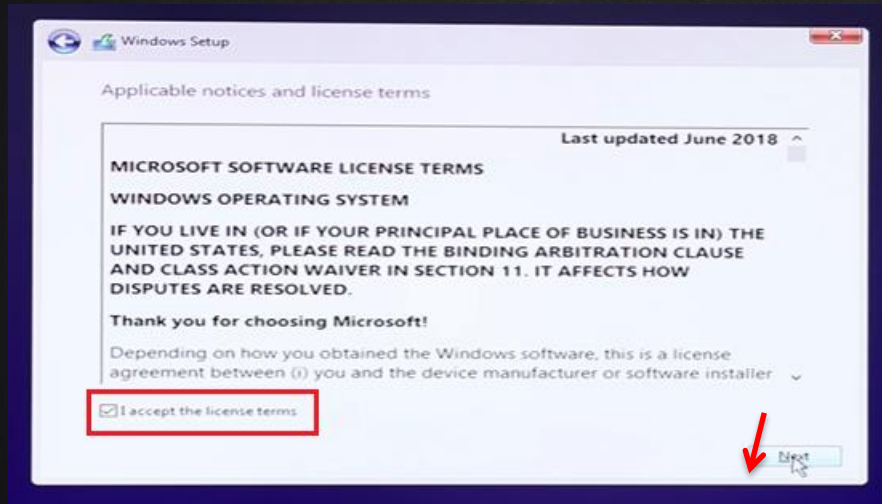 Windows Setup
Applicable notices and license terms
Last updated June 2018
MICROSOFT SOFTWARE LICENSE TERMS
WINDOWS OPERATING SYSTEM
IF YOU LIVE IN (OR IF YOUR PRINCIPAL PLACE OF BUSINESS IS IN) THE
UNITED STATES, PLEASE READ THE BINDING ARBITRATION CLAUSE
AND CLASS ACTION WAIVER IN SECTION 11. IT AFFECTS HOW
DISPUTES ARE RESOLVED.
Thank you for choosing Microsoft!
Depending on how you obtained the Windows software, this is a license
agreement between (i) you and the device manufacturer or software installer
I accept the license terms
Next